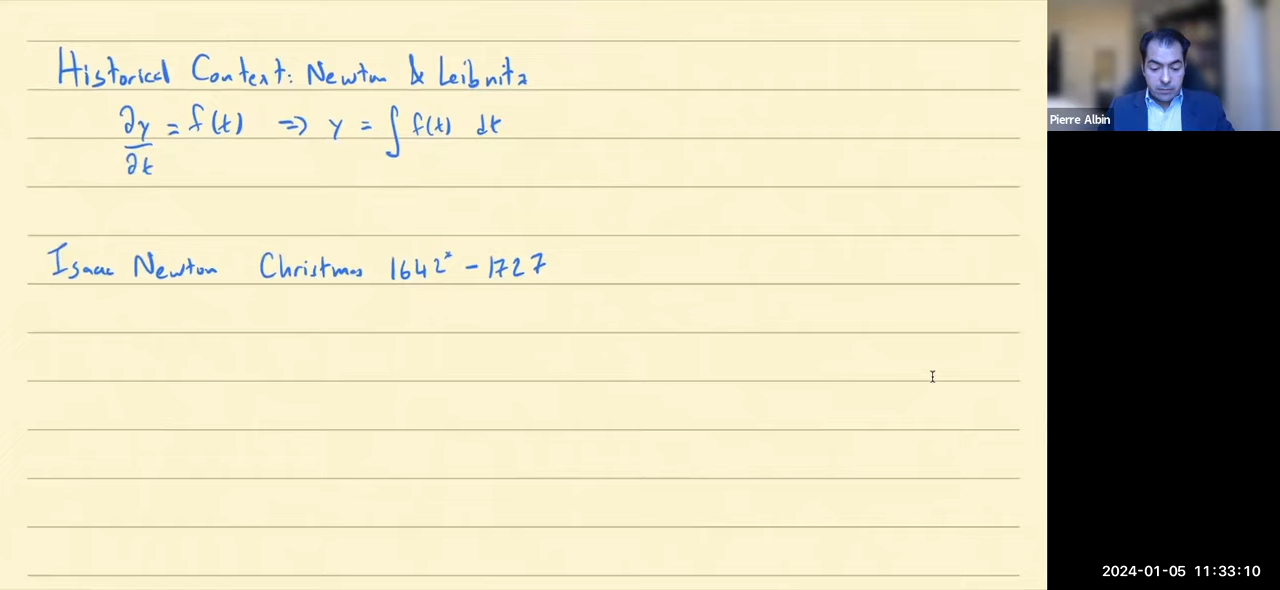 Historical Context: Newton & Leibnitz
∂y/∂t = f(t) ⇒ y = ∫ f(t) dt
Isaac Newton Christmas 1642* - 1727
Pierre Albin
2024-01-05 11:33:10